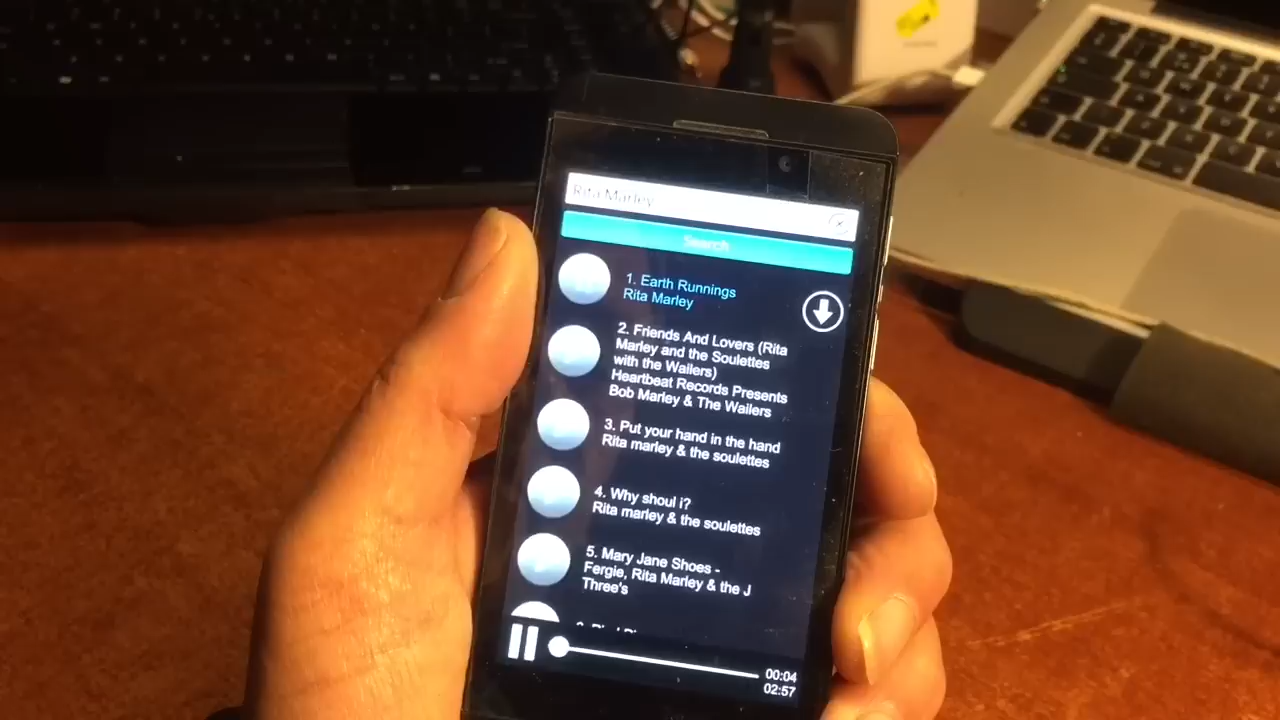 Rita Marley
Search
1. Earth Runnings
Rita Marley
2. Friends And Lovers (Rita
Marley and the Soulettes
with the Wailers)
Heartbeat Records Presents
Bob Marley & The Wailers
3. Put your hand in the hand
Rita marley & the soulettes
4. Why shoul i?
Rita marley & the soulettes
5. Mary Jane Shoes -
Fergie, Rita Marley & the J
Three's
00:04
02:57